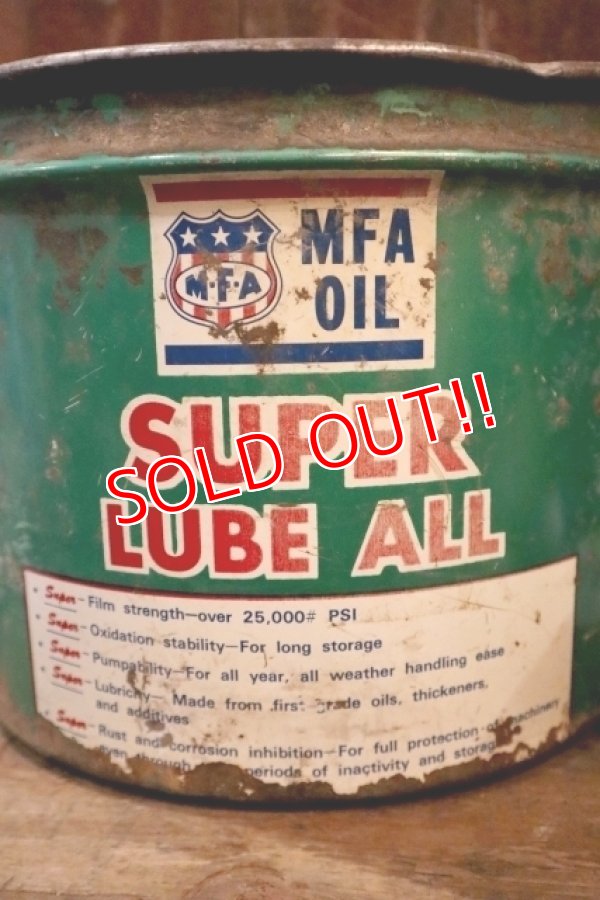 M·F·A
MFA
OIL
SUPER
SOLD OUT!!
LUBE ALL
Super-Film strength-over 25,000# PSI
Super-Oxidation stability-For long storage
Super-Pumpability-For all year, all weather handling ease
Super-Lubricity-Made from first grade oils, thickeners,
and additives
Super-Rust and corrosion inhibition-For full protection of machinery
even through periods of inactivity and storage